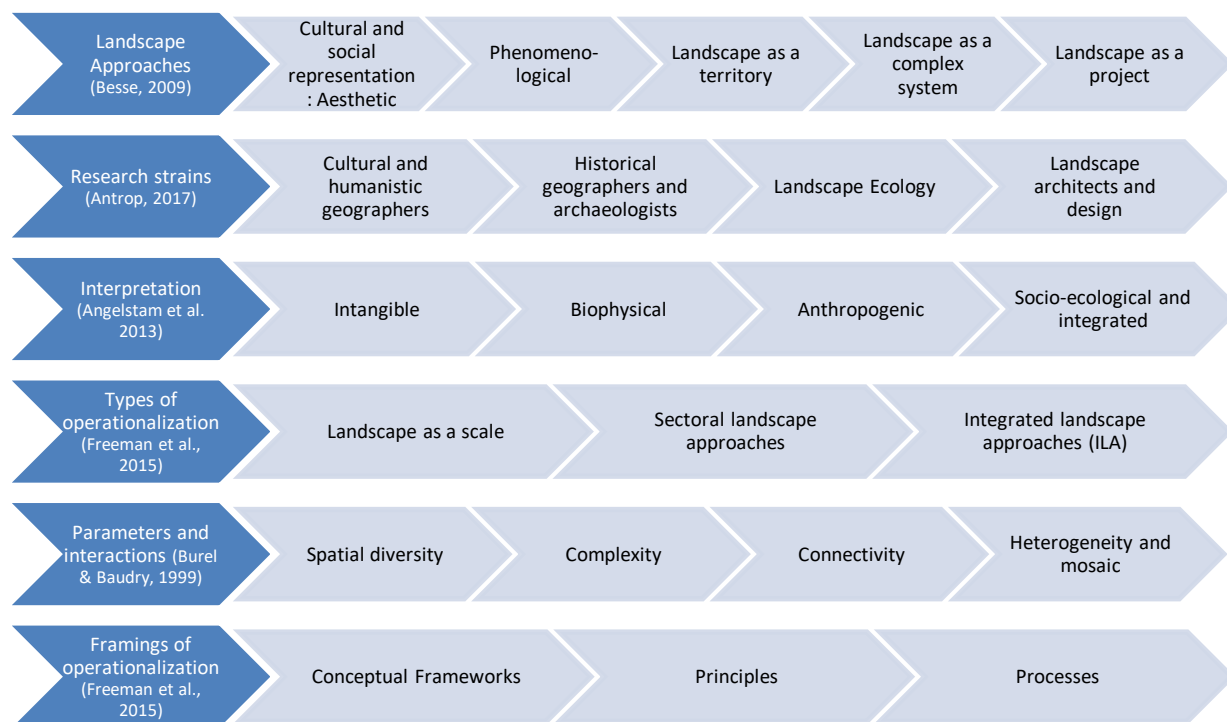 Landscape
Approaches
(Besse, 2009)
Cultural and
social
representation
: Aesthetic
Phenomeno-
logical
Landscape as a
territory
Landscape as a
complex
system
Landscape as a
project
Research strains
(Antrop, 2017)
Cultural and
humanistic
geographers
Historical
geographers and
archaeologists
Landscape Ecology
Landscape
architects and
design
Interpretation
(Angelstam et al.
2013)
Intangible
Biophysical
Anthropogenic
Socio-ecological and
integrated
Types of
operationalization
(Freeman et al.,
2015)
Landscape as a scale
Sectoral landscape
approaches
Integrated landscape
approaches (ILA)
Parameters and
interactions (Burel
& Baudry, 1999)
Spatial diversity
Complexity
Connectivity
Heterogeneity and
mosaic
Framings of
operationalization
(Freeman et al.,
2015)
Conceptual Frameworks
Principles
Processes